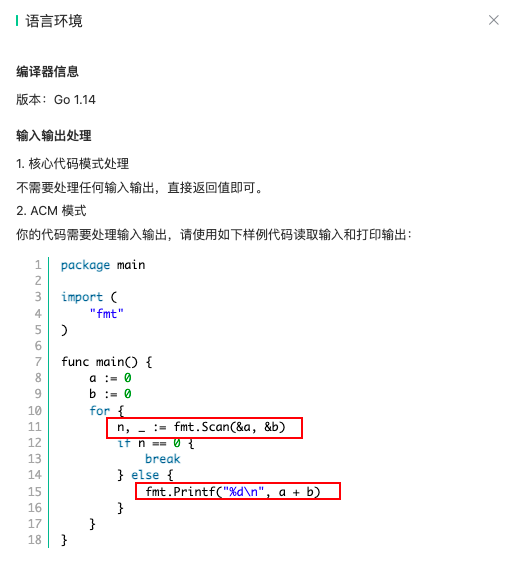 语言环境
编译器信息
版本：Go 1.14
输入输出处理
1. 核心代码模式处理
不需要处理任何输入输出，直接返回值即可。
2. ACM 模式
你的代码需要处理输入输出，请使用如下样例代码读取输入和打印输出：
1 package main
2
3 import (
4     "fmt"
5 )
6
7 func main() {
8     a := 0
9     b := 0
10     for {
11         n, _ := fmt.Scan(&a, &b)
12         if n == 0 {
13             break
14         } else {
15             fmt.Printf("%d\n", a + b)
16         }
17     }
18 }